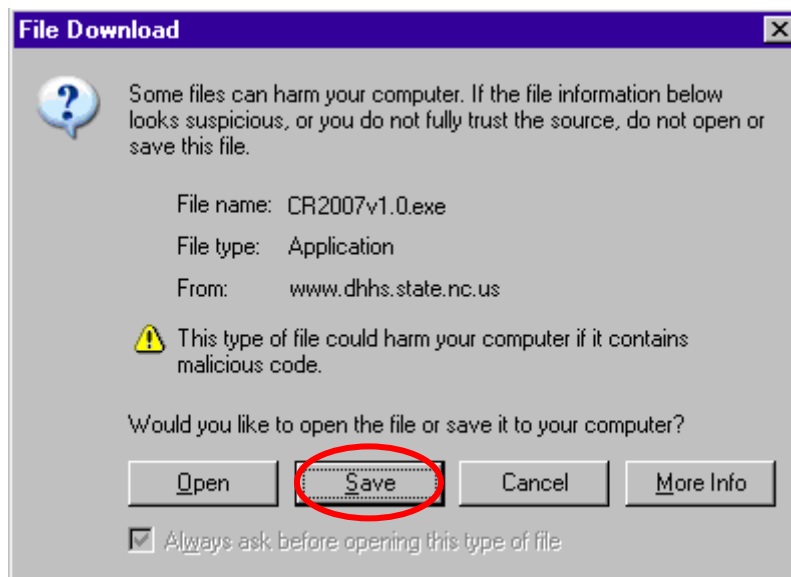 File Download
Some files can harm your computer. If the file information below
looks suspicious, or you do not fully trust the source, do not open or
save this file.
File name: CR2007v1.0.exe
File type: Application
From: www.dhhs.state.nc.us
This type of file could harm your computer if it contains
malicious code.
Would you like to open the file or save it to your computer?
Open Save Cancel More Info
Always ask before opening this type of file